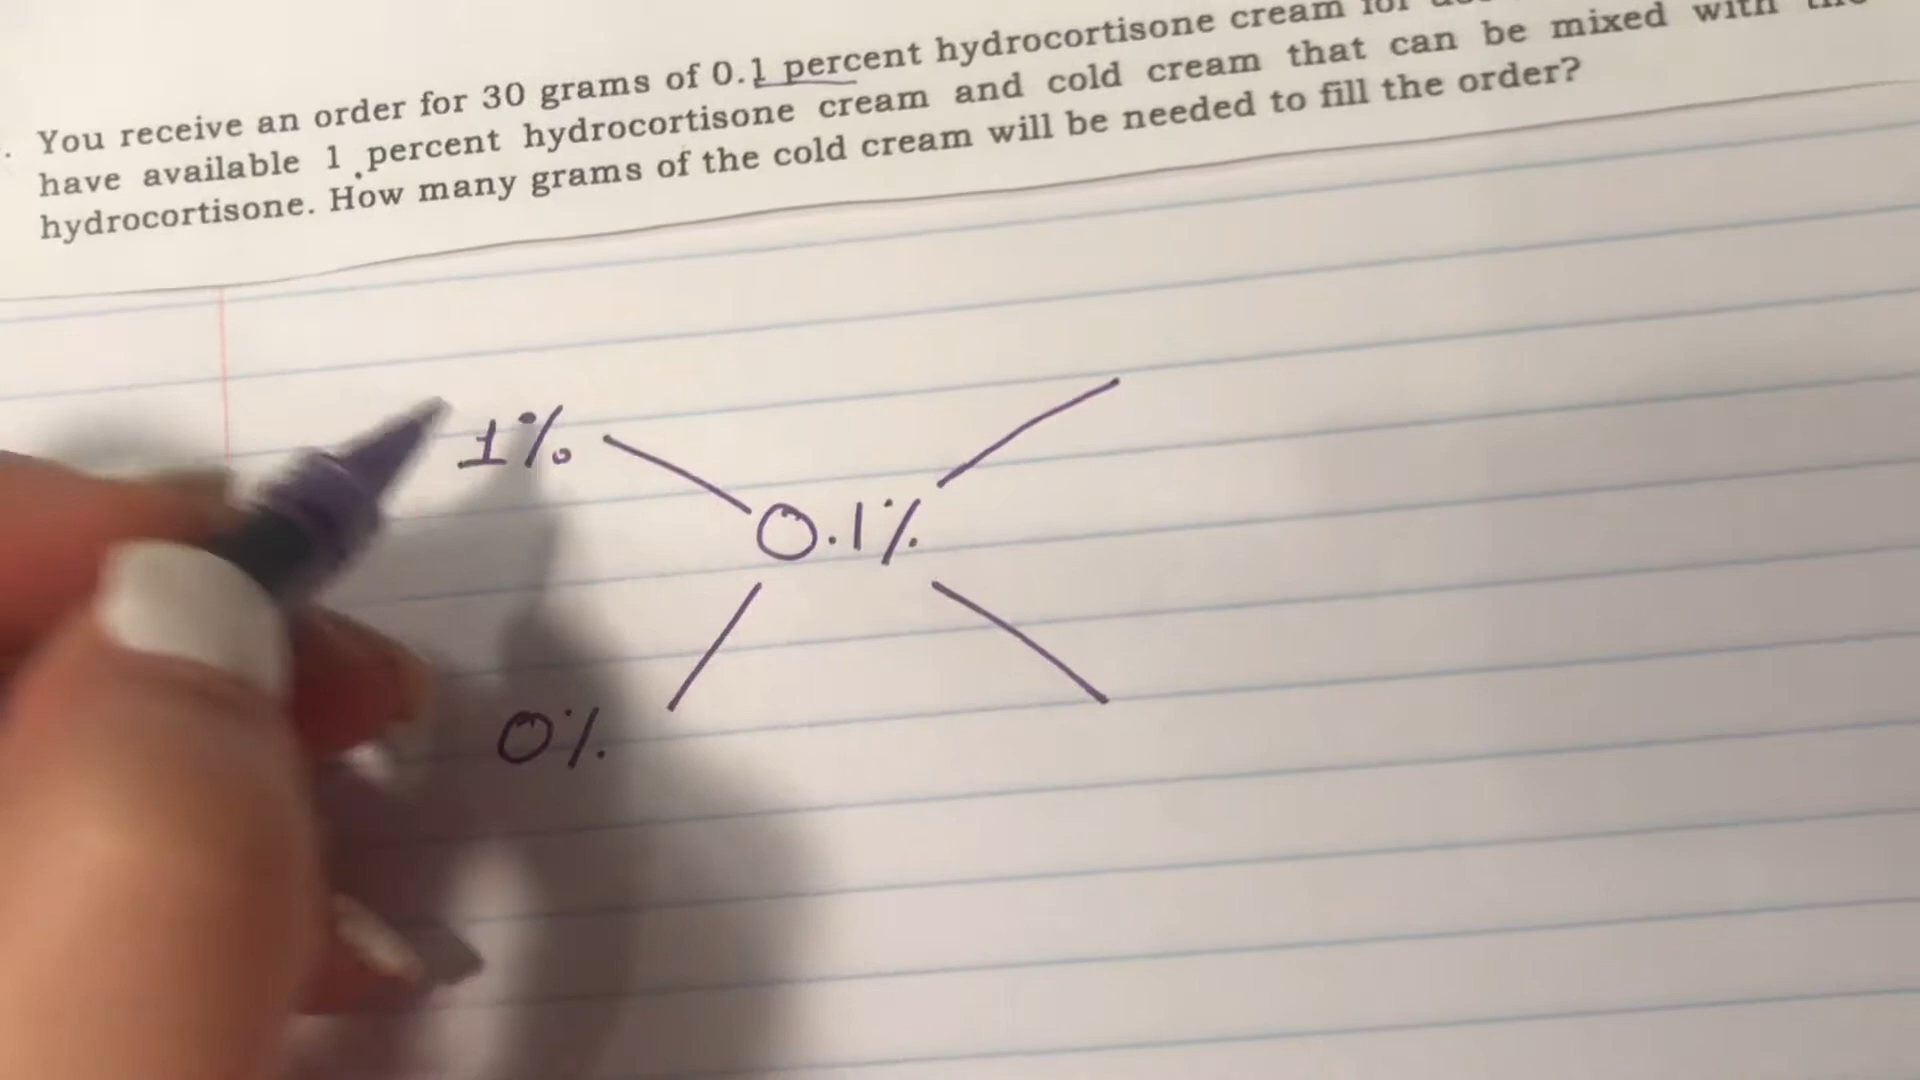 . You receive an order for 30 grams of 0.1 percent hydrocortisone cream for
have available 1 percent hydrocortisone cream and cold cream that can be mixed with
hydrocortisone. How many grams of the cold cream will be needed to fill the order?
1%
0.1%
0%